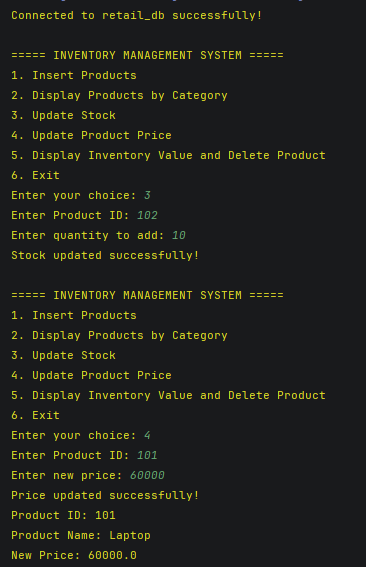 Connected to retail_db successfully!
===== INVENTORY MANAGEMENT SYSTEM =====
1. Insert Products
2. Display Products by Category
3. Update Stock
4. Update Product Price
5. Display Inventory Value and Delete Product
6. Exit
Enter your choice: 3
Enter Product ID: 102
Enter quantity to add: 10
Stock updated successfully!
===== INVENTORY MANAGEMENT SYSTEM =====
1. Insert Products
2. Display Products by Category
3. Update Stock
4. Update Product Price
5. Display Inventory Value and Delete Product
6. Exit
Enter your choice: 4
Enter Product ID: 101
Enter new price: 60000
Price updated successfully!
Product ID: 101
Product Name: Laptop
New Price: 60000.0